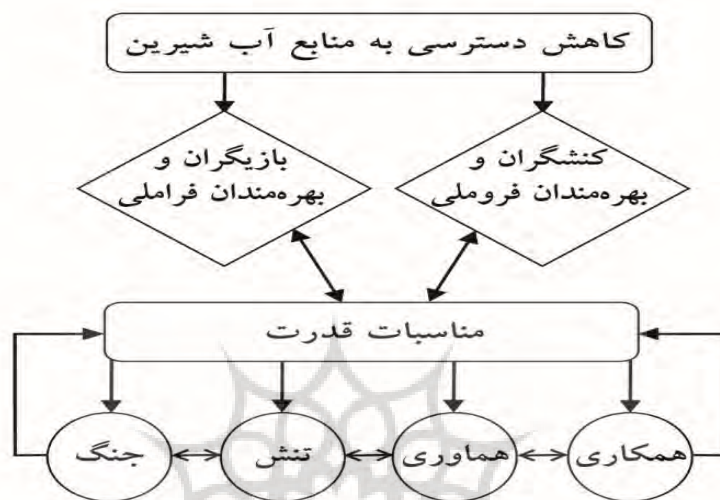 کاهش دسترسی به منابع آب شیرین
کنشگران و
بهره‌مندان فروملی
بازیگران و
بهره‌مندان فراملی
مناسبات قدرت
همکاری
هماوری
تنش
جنگ